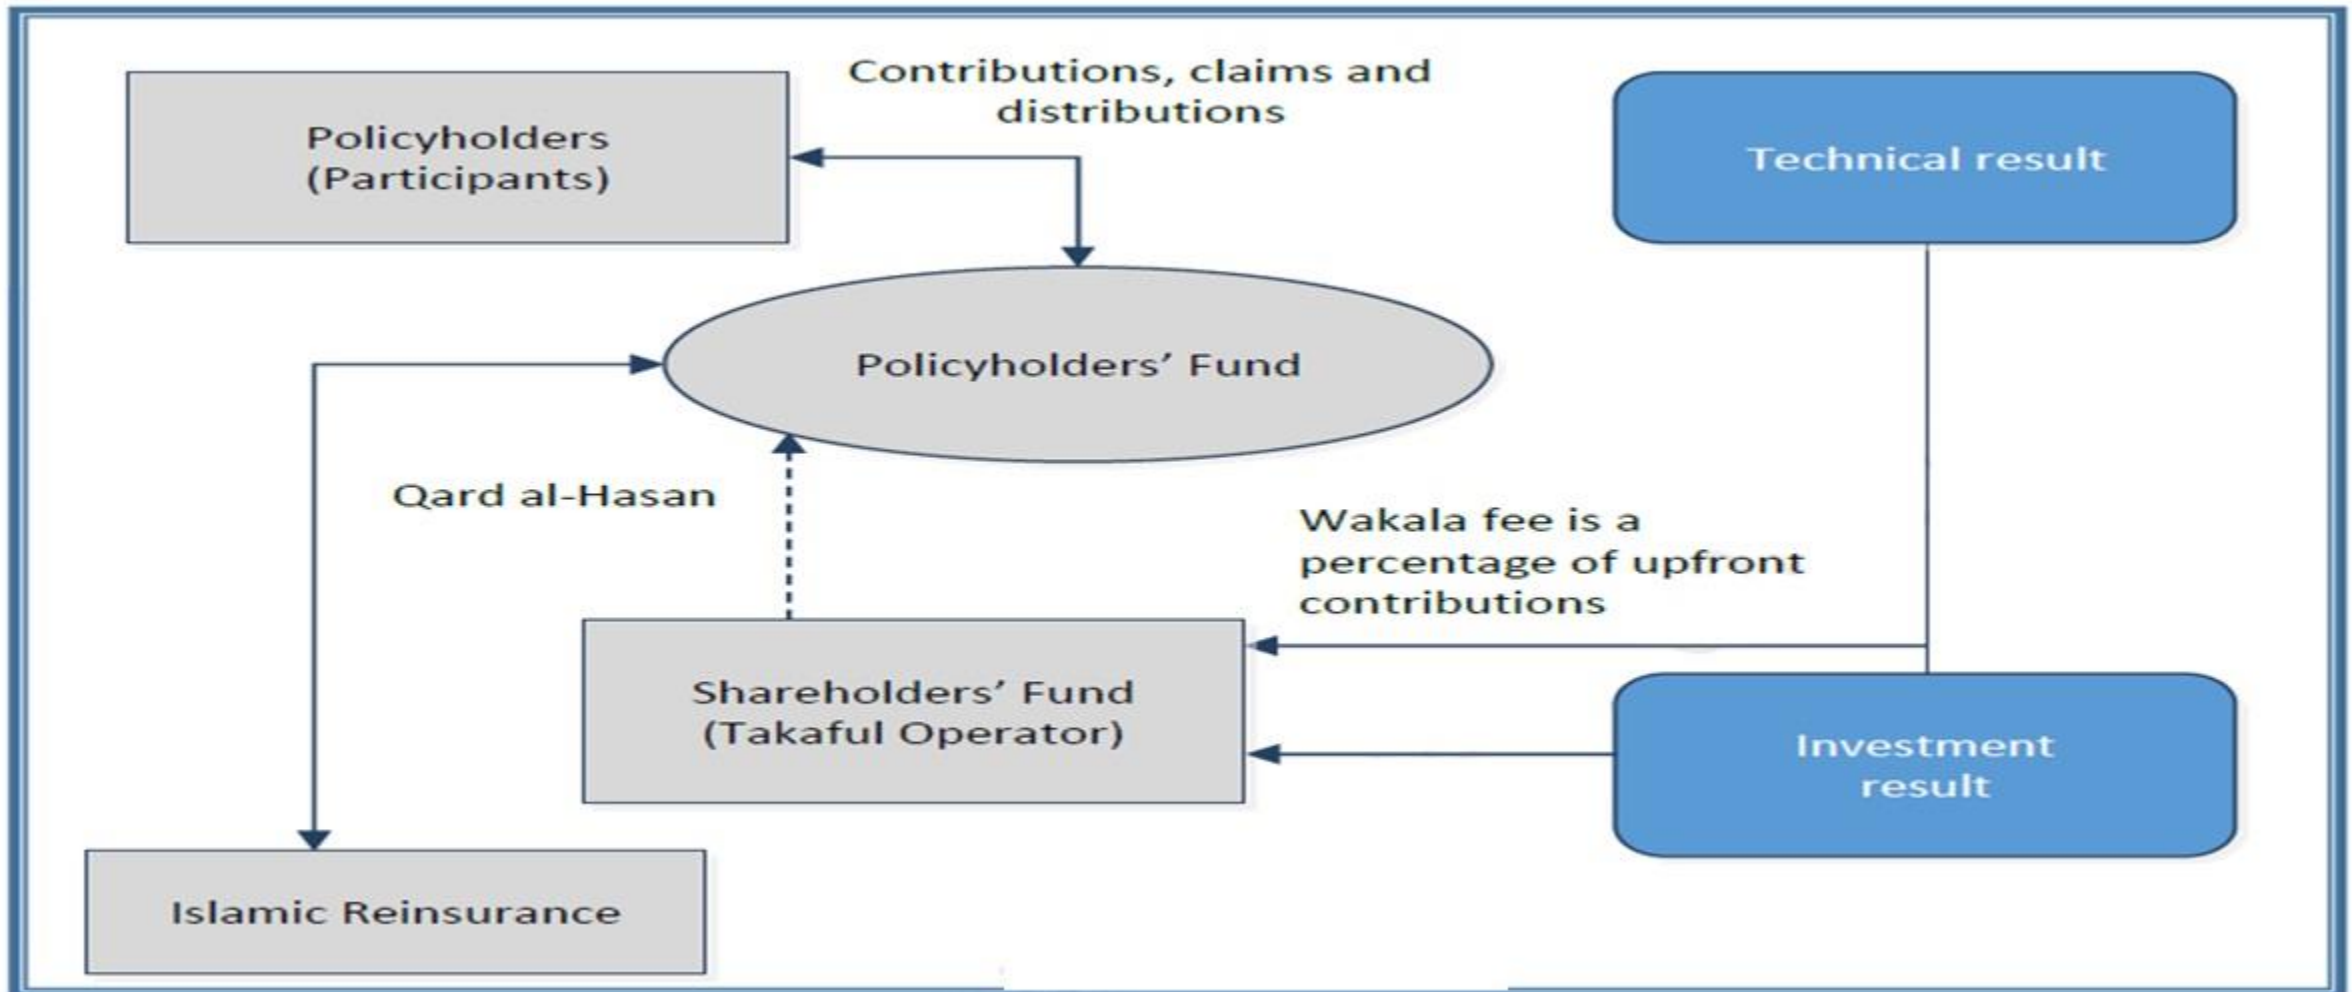 Contributions, claims and
distributions
Policyholders
(Participants)
Technical result
Policyholders’ Fund
Qard al-Hasan
Wakala fee is a
percentage of upfront
contributions
Shareholders’ Fund
(Takaful Operator)
Investment
result
Islamic Reinsurance